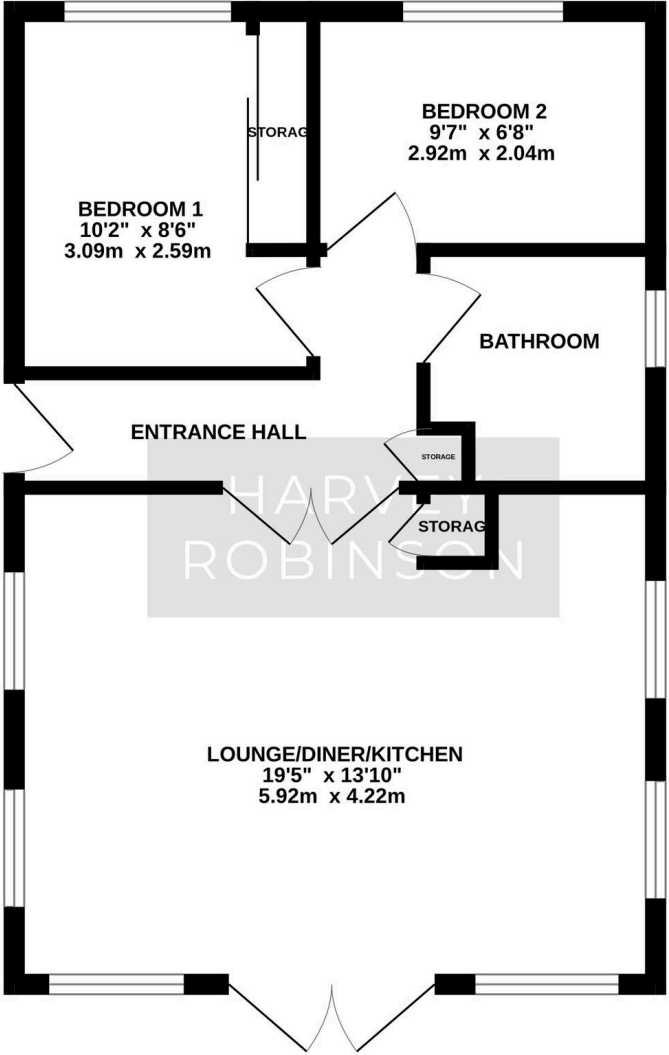 STORAG
BEDROOM 2
9'7" x 6'8"
2.92m x 2.04m
BEDROOM 1
10'2" x 8'6"
3.09m x 2.59m
BATHROOM
ENTRANCE HALL
STORAGE
HARVEY
ROBINSON
STORAG
LOUNGE/DINER/KITCHEN
19'5" x 13'10"
5.92m x 4.22m